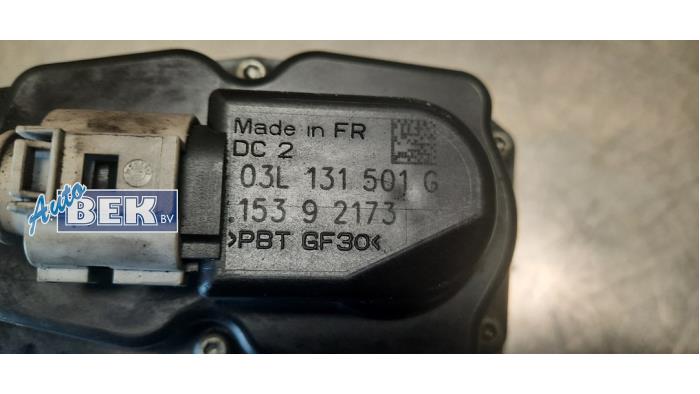 Made in FR
DC 2
03L 131 501 G
.153 9 2173
>PBT GF30<
Auto
BEK BV